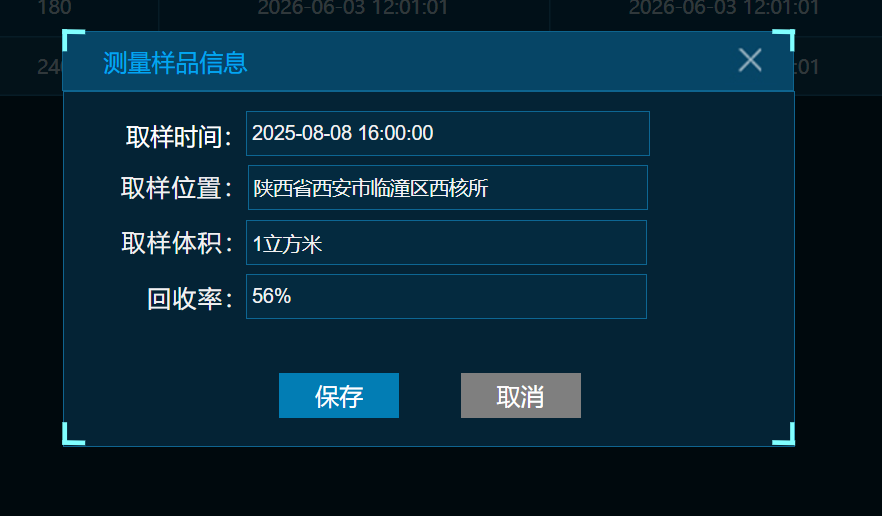 180 2026-06-03 12:01:01 2026-06-03 12:01:01
测量样品信息
取样时间： 2025-08-08 16:00:00
取样位置： 陕西省西安市临潼区西核所
取样体积： 1立方米
回收率： 56%
保存 取消